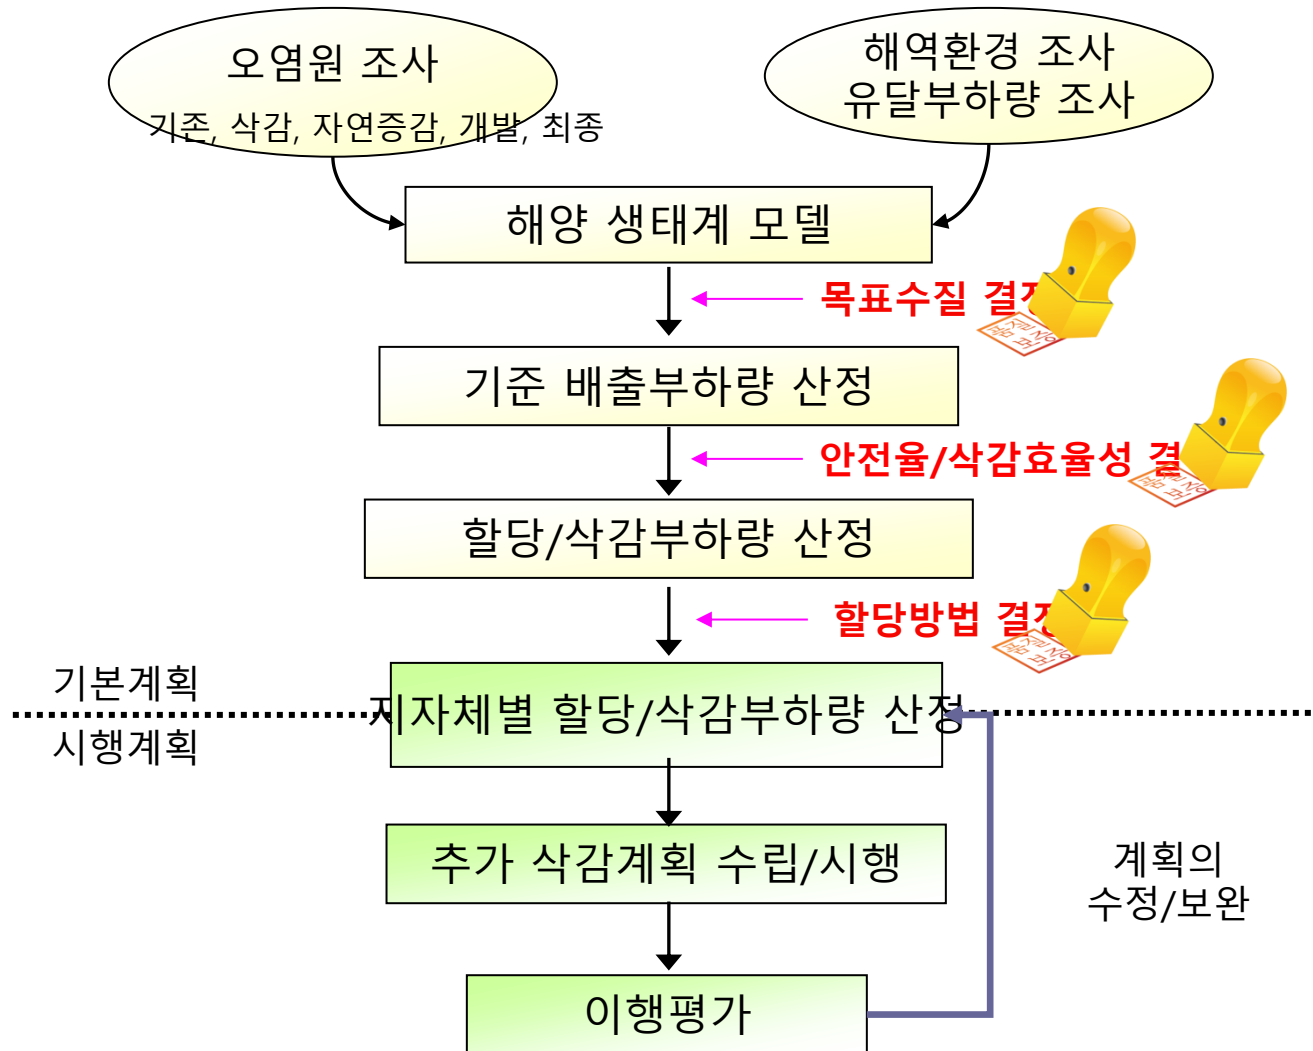 오염원 조사
기존, 삭감, 자연증감, 개발, 최종
해역환경 조사
유달부하량 조사
해양 생태계 모델
목표수질 결정
기준 배출부하량 산정
안전율/삭감효율성 결
할당/삭감부하량 산정
할당방법 결정
기본계획
시행계획
지자체별 할당/삭감부하량 산정
추가 삭감계획 수립/시행
계획의
수정/보완
이행평가